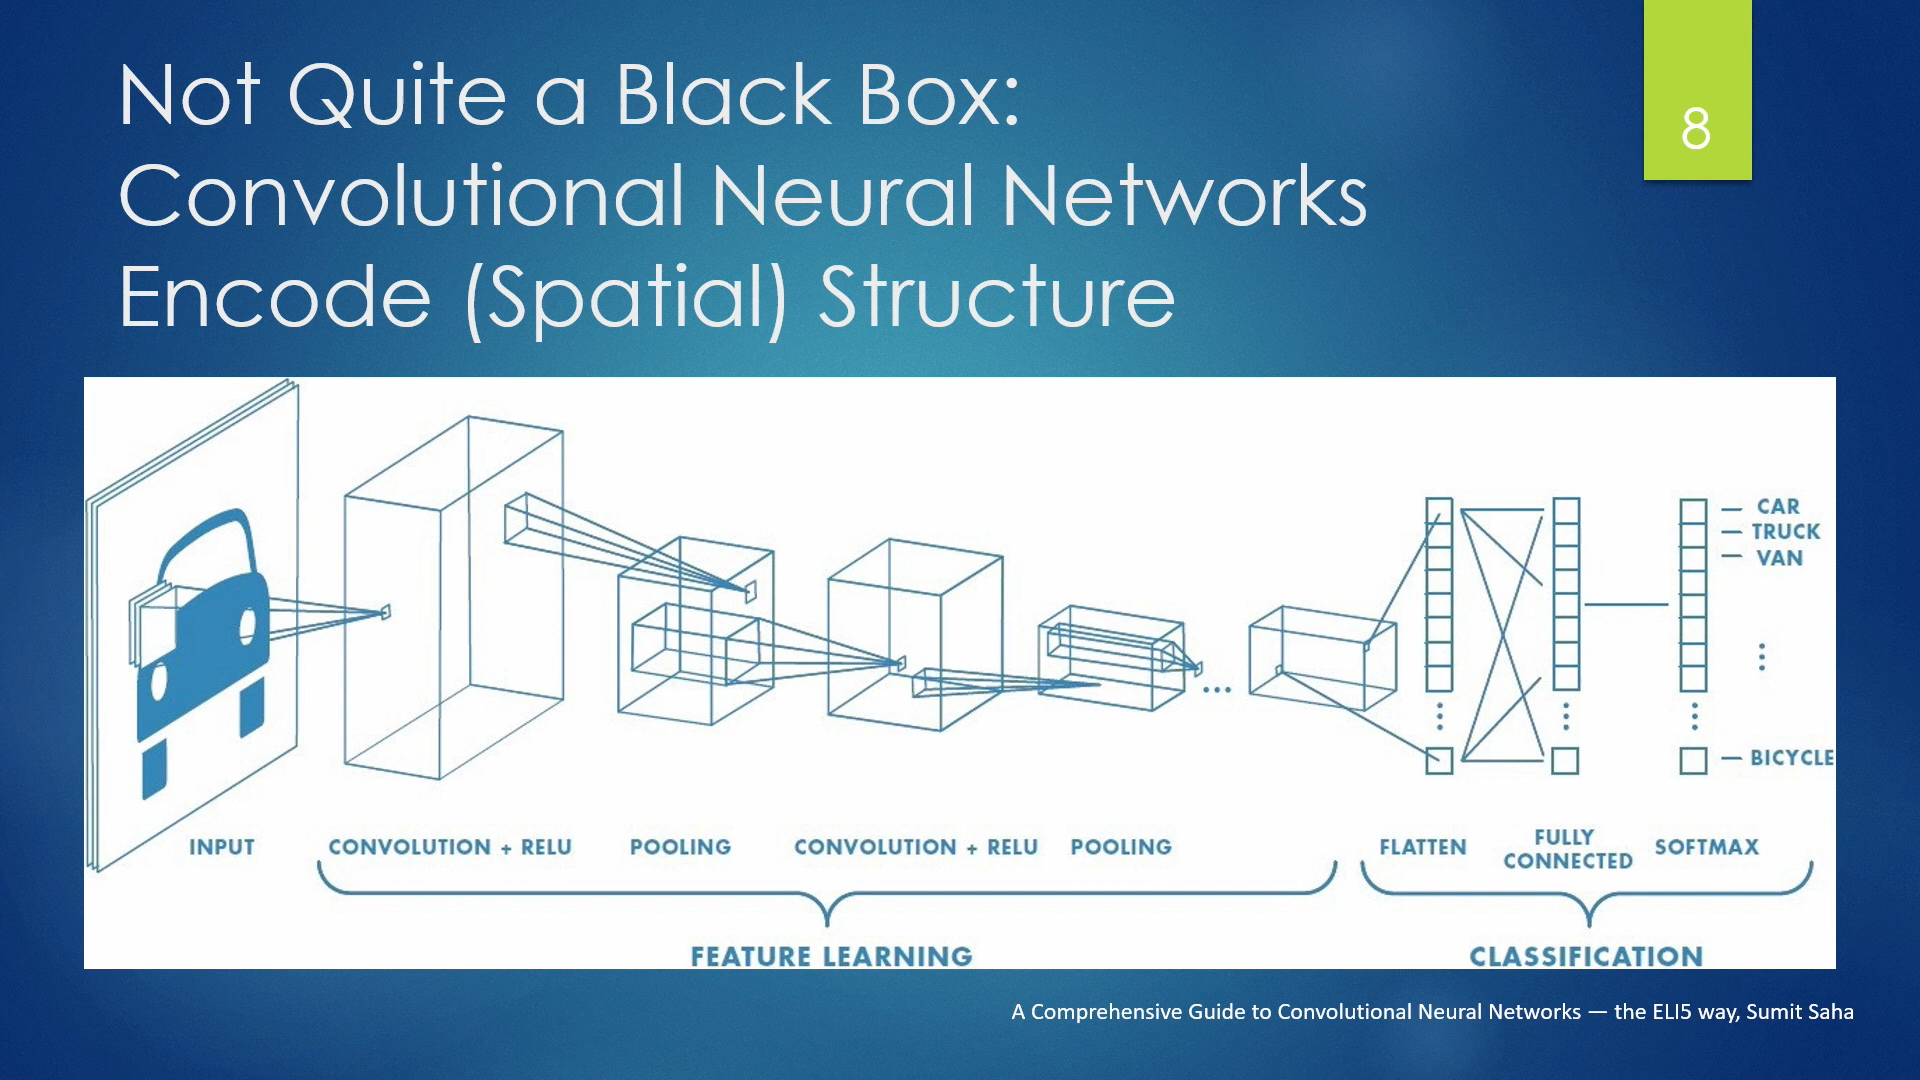 Not Quite a Black Box:
Convolutional Neural Networks
Encode (Spatial) Structure
8
CAR
TRUCK
VAN
BICYCLE
INPUT
CONVOLUTION + RELU
POOLING
CONVOLUTION + RELU
POOLING
FLATTEN
FULLY
CONNECTED
SOFTMAX
FEATURE LEARNING
CLASSIFICATION
A Comprehensive Guide to Convolutional Neural Networks — the ELI5 way, Sumit Saha